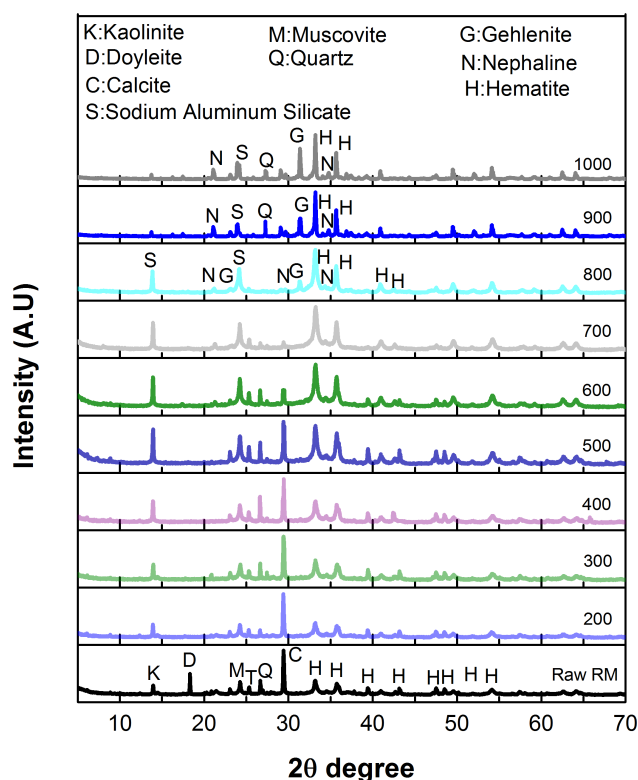 K:Kaolinite M:Muscovite G:Gehlenite
D:Doyleite Q:Quartz N:Nephaline
C:Calcite H:Hematite
S:Sodium Aluminum Silicate
N S Q G H N H 1000
N S Q G H N H 900
S N G S N G H N H H H 800
700
600
500
400
300
200
K D M T Q C H H H H H H H H Raw RM
10 20 30 40 50 60 70
2θ degree
Intensity (A.U)